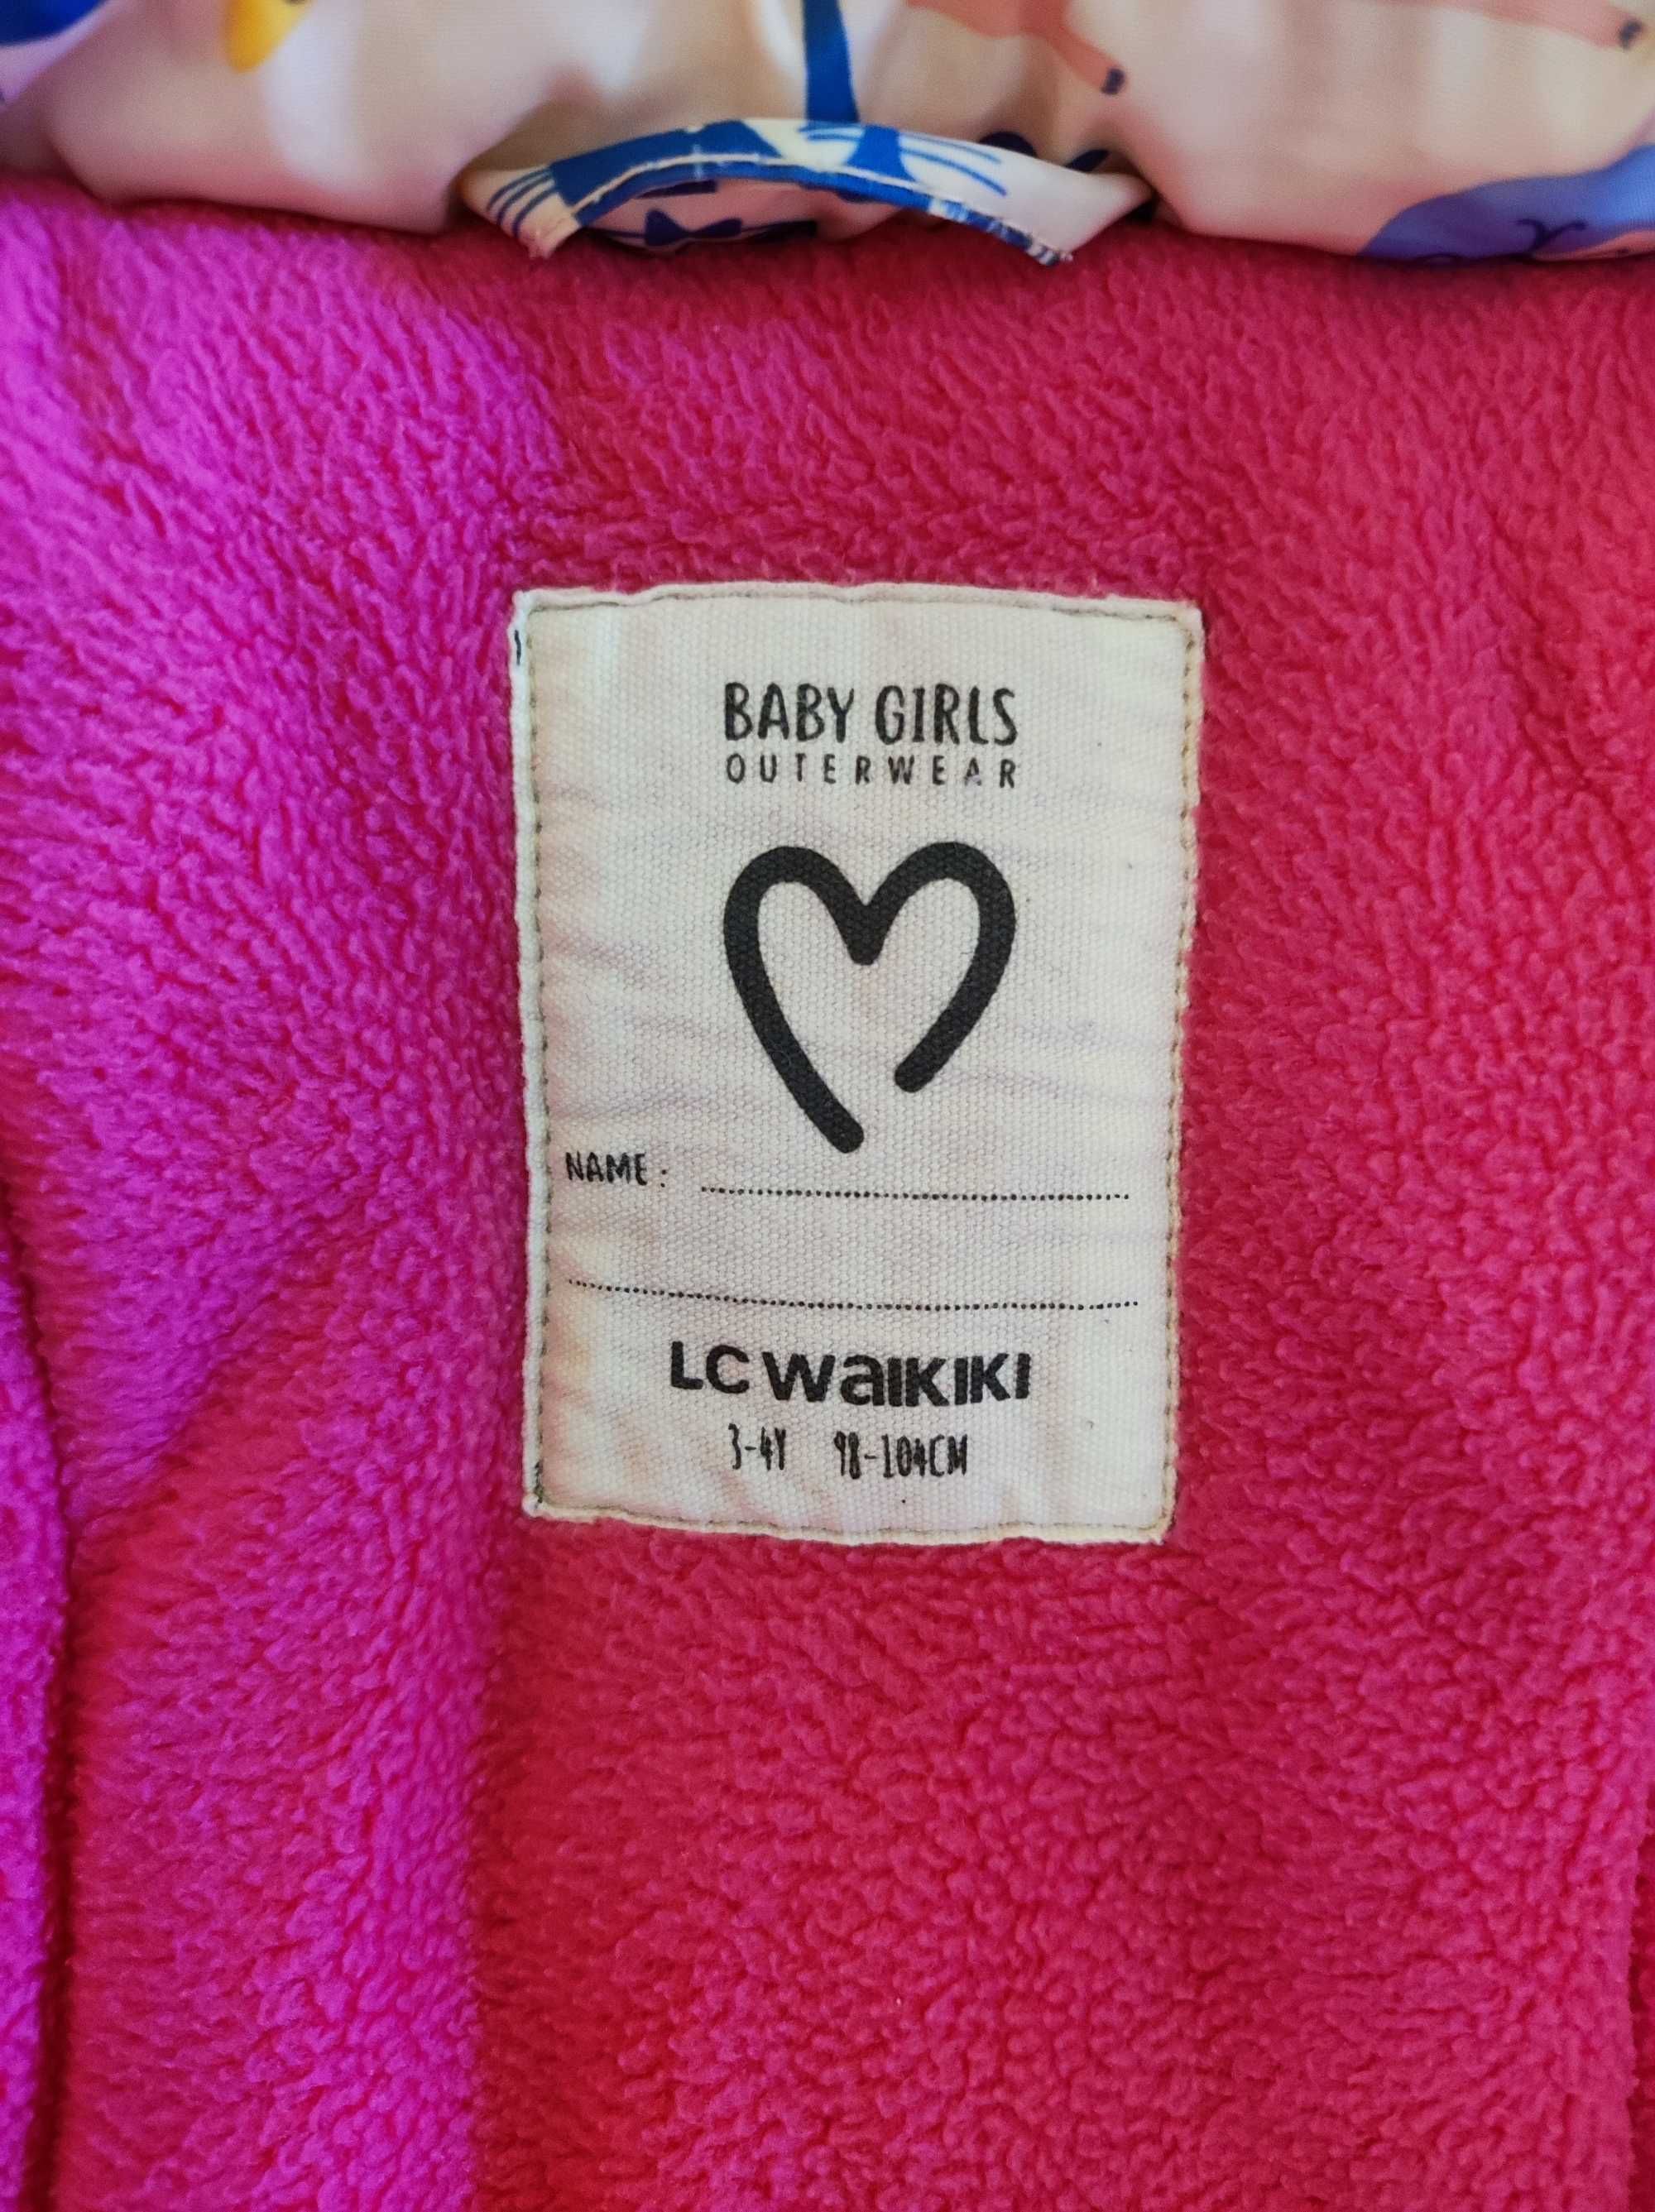 BABY GIRLS
OUTERWEAR
NAME:
LC WAIKIKI
3-4Y 98-104CM